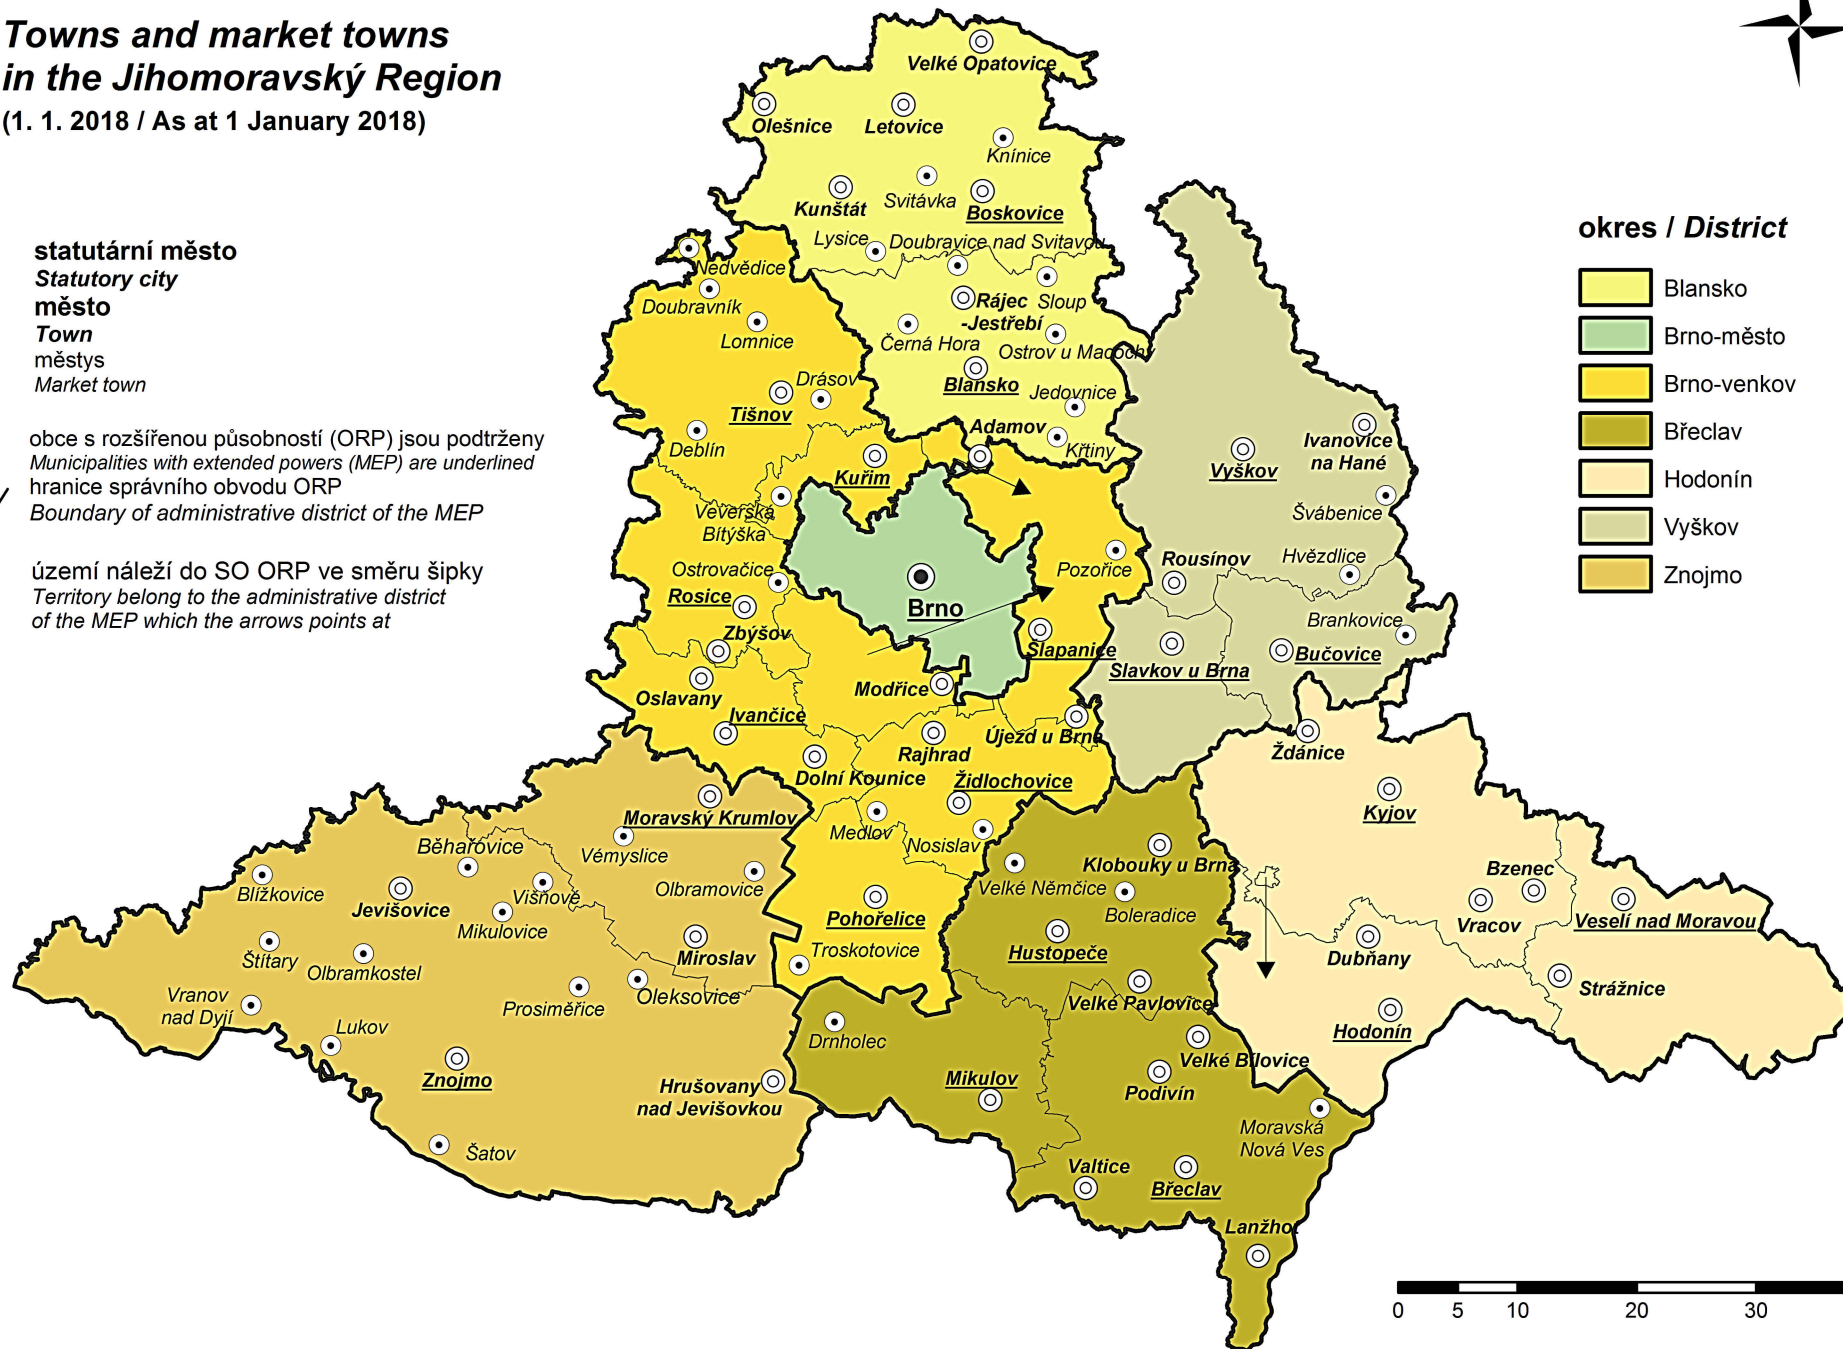 Towns and market towns
in the Jihomoravský Region
(1. 1. 2018 / As at 1 January 2018)
statutární město
Statutory city
město
Town
městys
Market town
obce s rozšířenou působností (ORP) jsou podtrženy
Municipalities with extended powers (MEP) are underlined
hranice správního obvodu ORP
Boundary of administrative district of the MEP
území náleží do SO ORP ve směru šipky
Territory belong to the administrative district
of the MEP which the arrows points at
okres / District
Blansko
Brno-město
Brno-venkov
Břeclav
Hodonín
Vyškov
Znojmo
Velké Opatovice
Olešnice
Letovice
Knínice
Svitávka
Kunštát
Boskovice
Lysice
Doubravice nad Svitavou
Nedvědice
Doubravník
Rájec
-Jestřebí
Sloup
Lomnice
Černá Hora
Ostrov u Macochy
Blansko
Drásov
Jedovnice
Tišnov
Adamov
Deblín
Křtiny
Kuřim
Ivanovice
na Hané
Vyškov
Veverská
Bítýška
Švábenice
Ostrovačice
Pozořice
Rousínov
Hvězdlice
Rosice
Brno
Zbýšov
Brankovice
Šlapanice
Slavkov u Brna
Bučovice
Oslavany
Modřice
Ivančice
Rajhrad
Újezd u Brna
Ždánice
Dolní Kounice
Židlochovice
Moravský Krumlov
Medlov
Nosislav
Kyjov
Běhařovice
Vémyslice
Klobouky u Brna
Blížkovice
Višňové
Olbramovice
Velké Němčice
Bzenec
Jevišovice
Mikulovice
Pohořelice
Boleradice
Vracov
Veselí nad Moravou
Štítary
Olbramkostel
Miroslav
Troskotovice
Hustopeče
Dubňany
Vranov
nad Dyjí
Prosiměřice
Oleksovice
Velké Pavlovice
Strážnice
Lukov
Drnholec
Hodonín
Velké Bílovice
Znojmo
Hrušovany
nad Jevišovkou
Mikulov
Podivín
Moravská
Nová Ves
Šatov
Valtice
Břeclav
Lanžhot
0 5 10 20 30